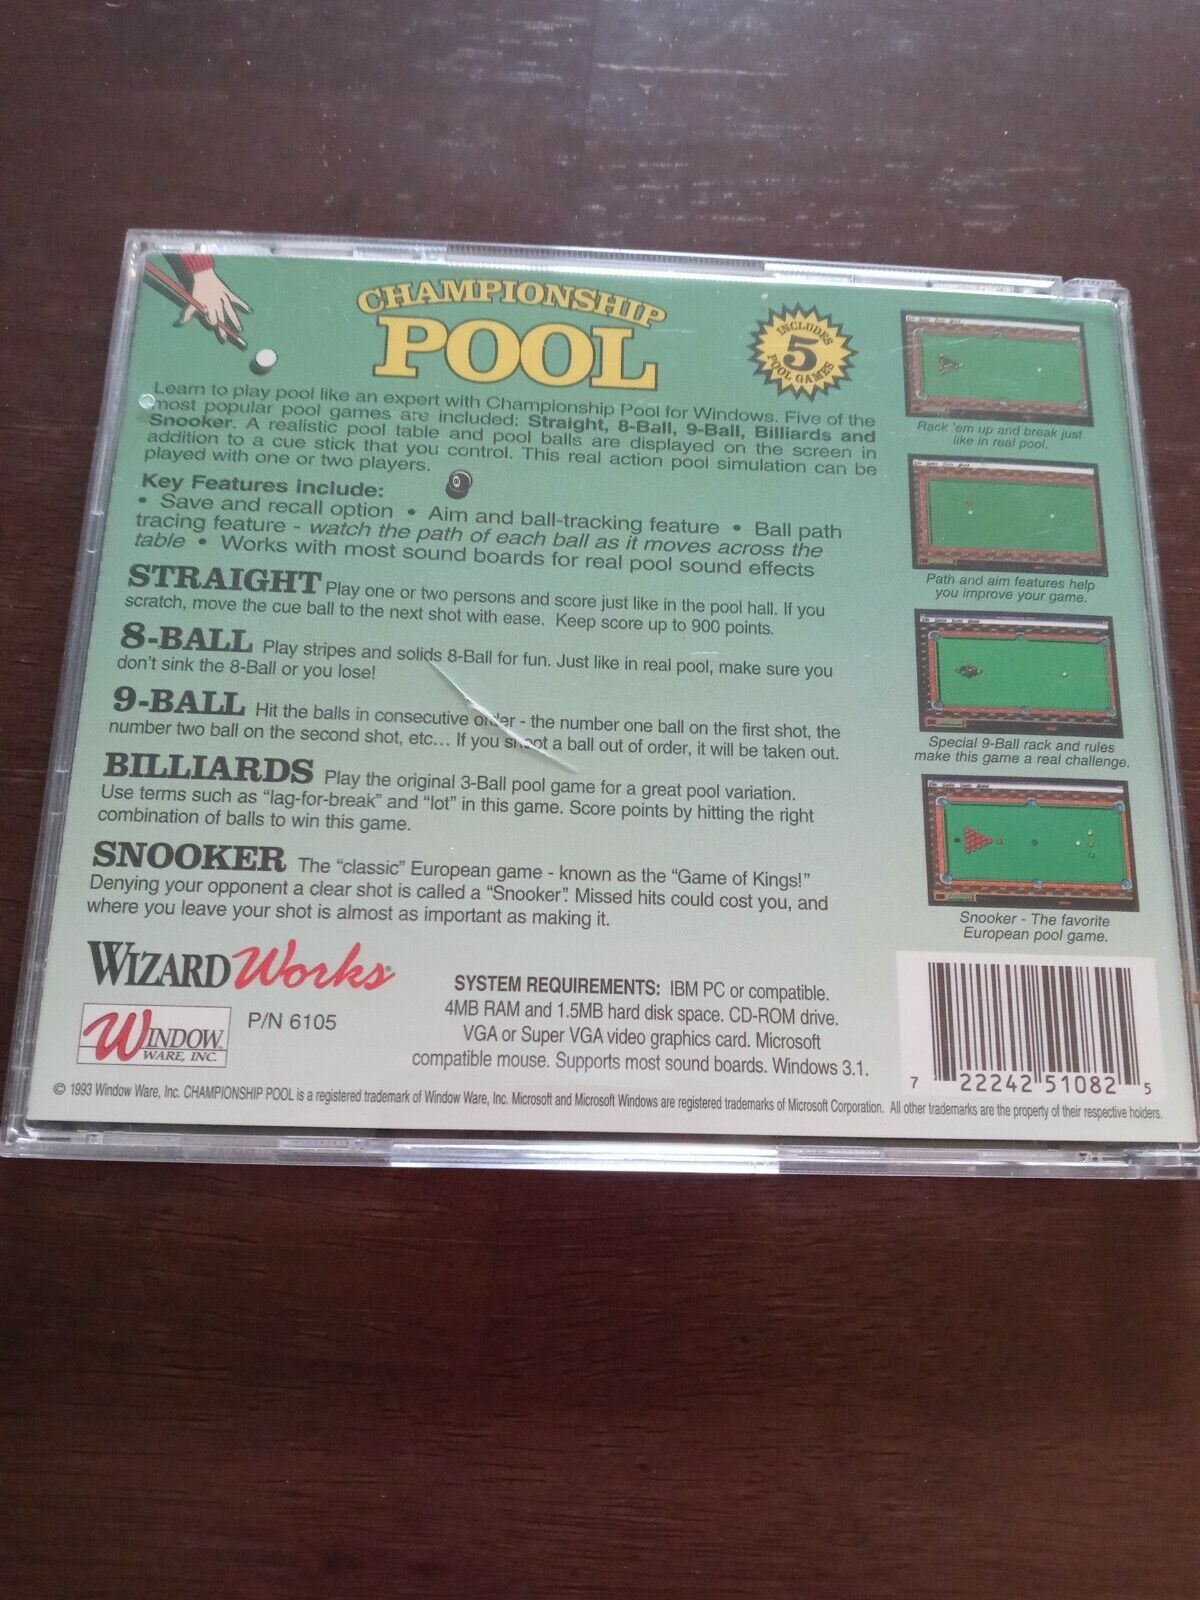 CHAMPIONSHIP
POOL
INCLUDES
5
POOL GAMES
Learn to play pool like an expert with Championship Pool for Windows. Five of the
most popular pool games are included: Straight, 8-Ball, 9-Ball, Billiards and
Snooker. A realistic pool table and pool balls are displayed on the screen in
addition to a cue stick that you control. This real action pool simulation can be
played with one or two players.
Key Features include:
• Save and recall option • Aim and ball-tracking feature • Ball path
tracing feature - watch the path of each ball as it moves across the
table • Works with most sound boards for real pool sound effects
STRAIGHT Play one or two persons and score just like in the pool hall. If you
scratch, move the cue ball to the next shot with ease. Keep score up to 900 points.
8-BALL Play stripes and solids 8-Ball for fun. Just like in real pool, make sure you
don't sink the 8-Ball or you lose!
9-BALL Hit the balls in consecutive order - the number one ball on the first shot, the
number two ball on the second shot, etc... If you shoot a ball out of order, it will be taken out.
BILLIARDS Play the original 3-Ball pool game for a great pool variation.
Use terms such as "lag-for-break" and "lot" in this game. Score points by hitting the right
combination of balls to win this game.
SNOOKER The "classic" European game - known as the "Game of Kings!"
Denying your opponent a clear shot is called a "Snooker". Missed hits could cost you, and
where you leave your shot is almost as important as making it.
Rack 'em up and break just
like in real pool.
Path and aim features help
you improve your game.
Special 9-Ball rack and rules
make this game a real challenge.
Snooker - The favorite
European pool game.
WIZARDWorks®
WINDOW
WARE, INC.
P/N 6105
SYSTEM REQUIREMENTS: IBM PC or compatible.
4MB RAM and 1.5MB hard disk space. CD-ROM drive.
VGA or Super VGA video graphics card. Microsoft
compatible mouse. Supports most sound boards. Windows 3.1.
7 22242 51082 5
© 1993 Window Ware, Inc. CHAMPIONSHIP POOL is a registered trademark of Window Ware, Inc. Microsoft and Microsoft Windows are registered trademarks of Microsoft Corporation. All other trademarks are the property of their respective holders.